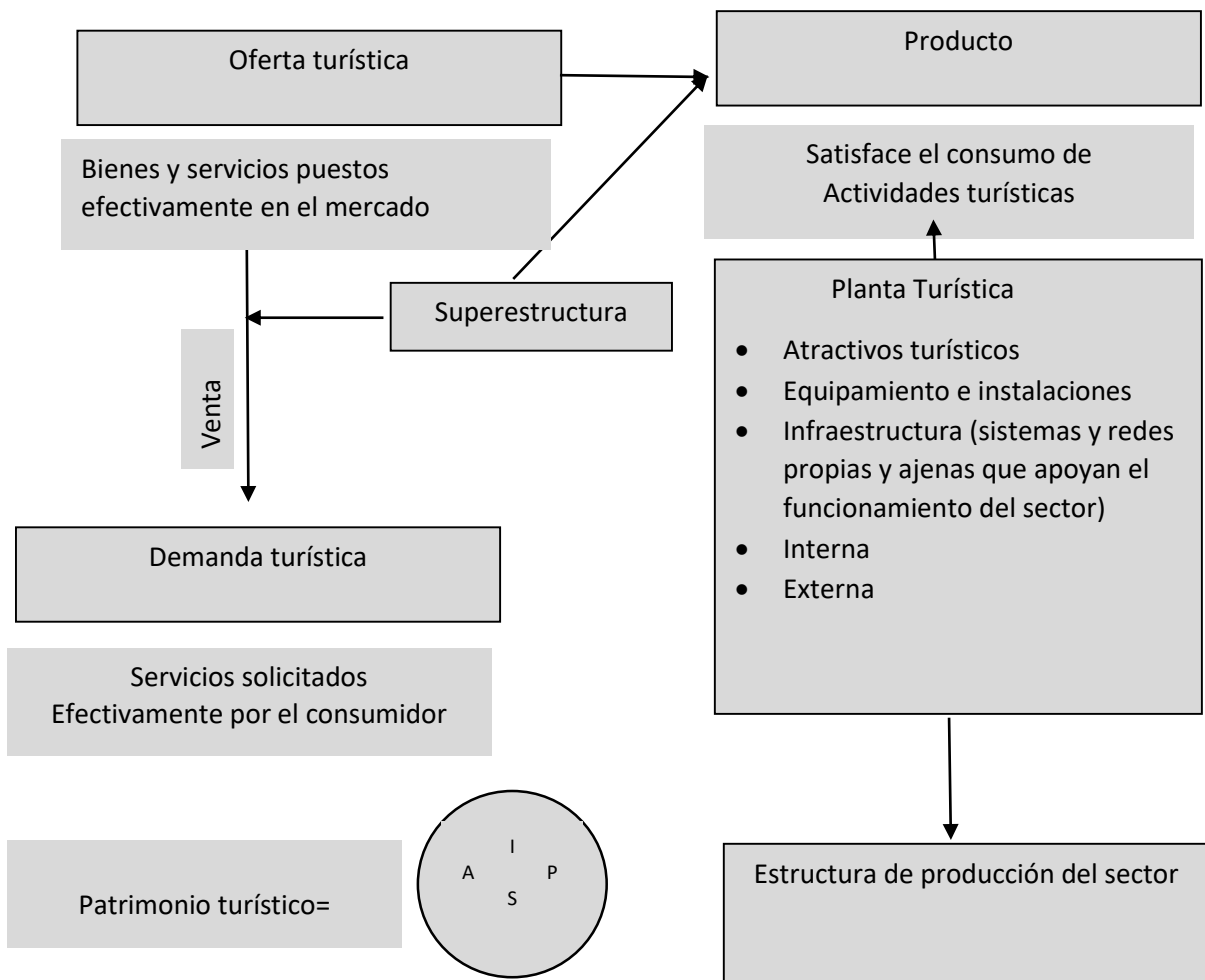 Oferta turística
Producto
Bienes y servicios puestos
efectivamente en el mercado
Satisface el consumo de
Actividades turísticas
Superestructura
Venta
Planta Turística
• Atractivos turísticos
• Equipamiento e instalaciones
• Infraestructura (sistemas y redes
propias y ajenas que apoyan el
funcionamiento del sector)
• Interna
• Externa
Demanda turística
Servicios solicitados
Efectivamente por el consumidor
Patrimonio turístico=
I
A P
S
Estructura de producción del sector